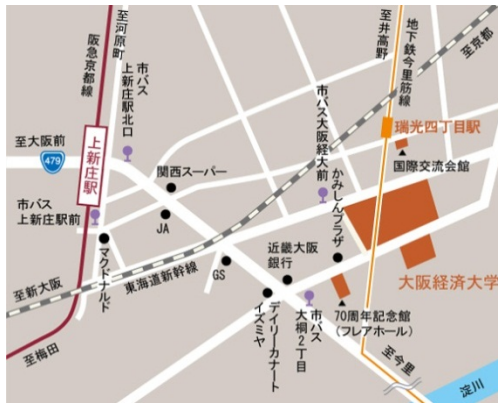 至河原町
阪急京都線
市バス
上新庄駅北口
至井高野
地下鉄今里筋線
至京都
至大阪前
479
上新庄駅
関西スーパー
市バス大阪経大前
かみしんプラザ
瑞光四丁目駅
国際交流会館
市バス
上新庄駅前
JA
マクドナルド
東海道新幹線
GS
近畿大阪
銀行
大阪経済大学
至新大阪
デイリーカナート
イズミヤ
市バス
大桐2丁目
70周年記念館
(フレアホール)
至梅田
至今里
淀川